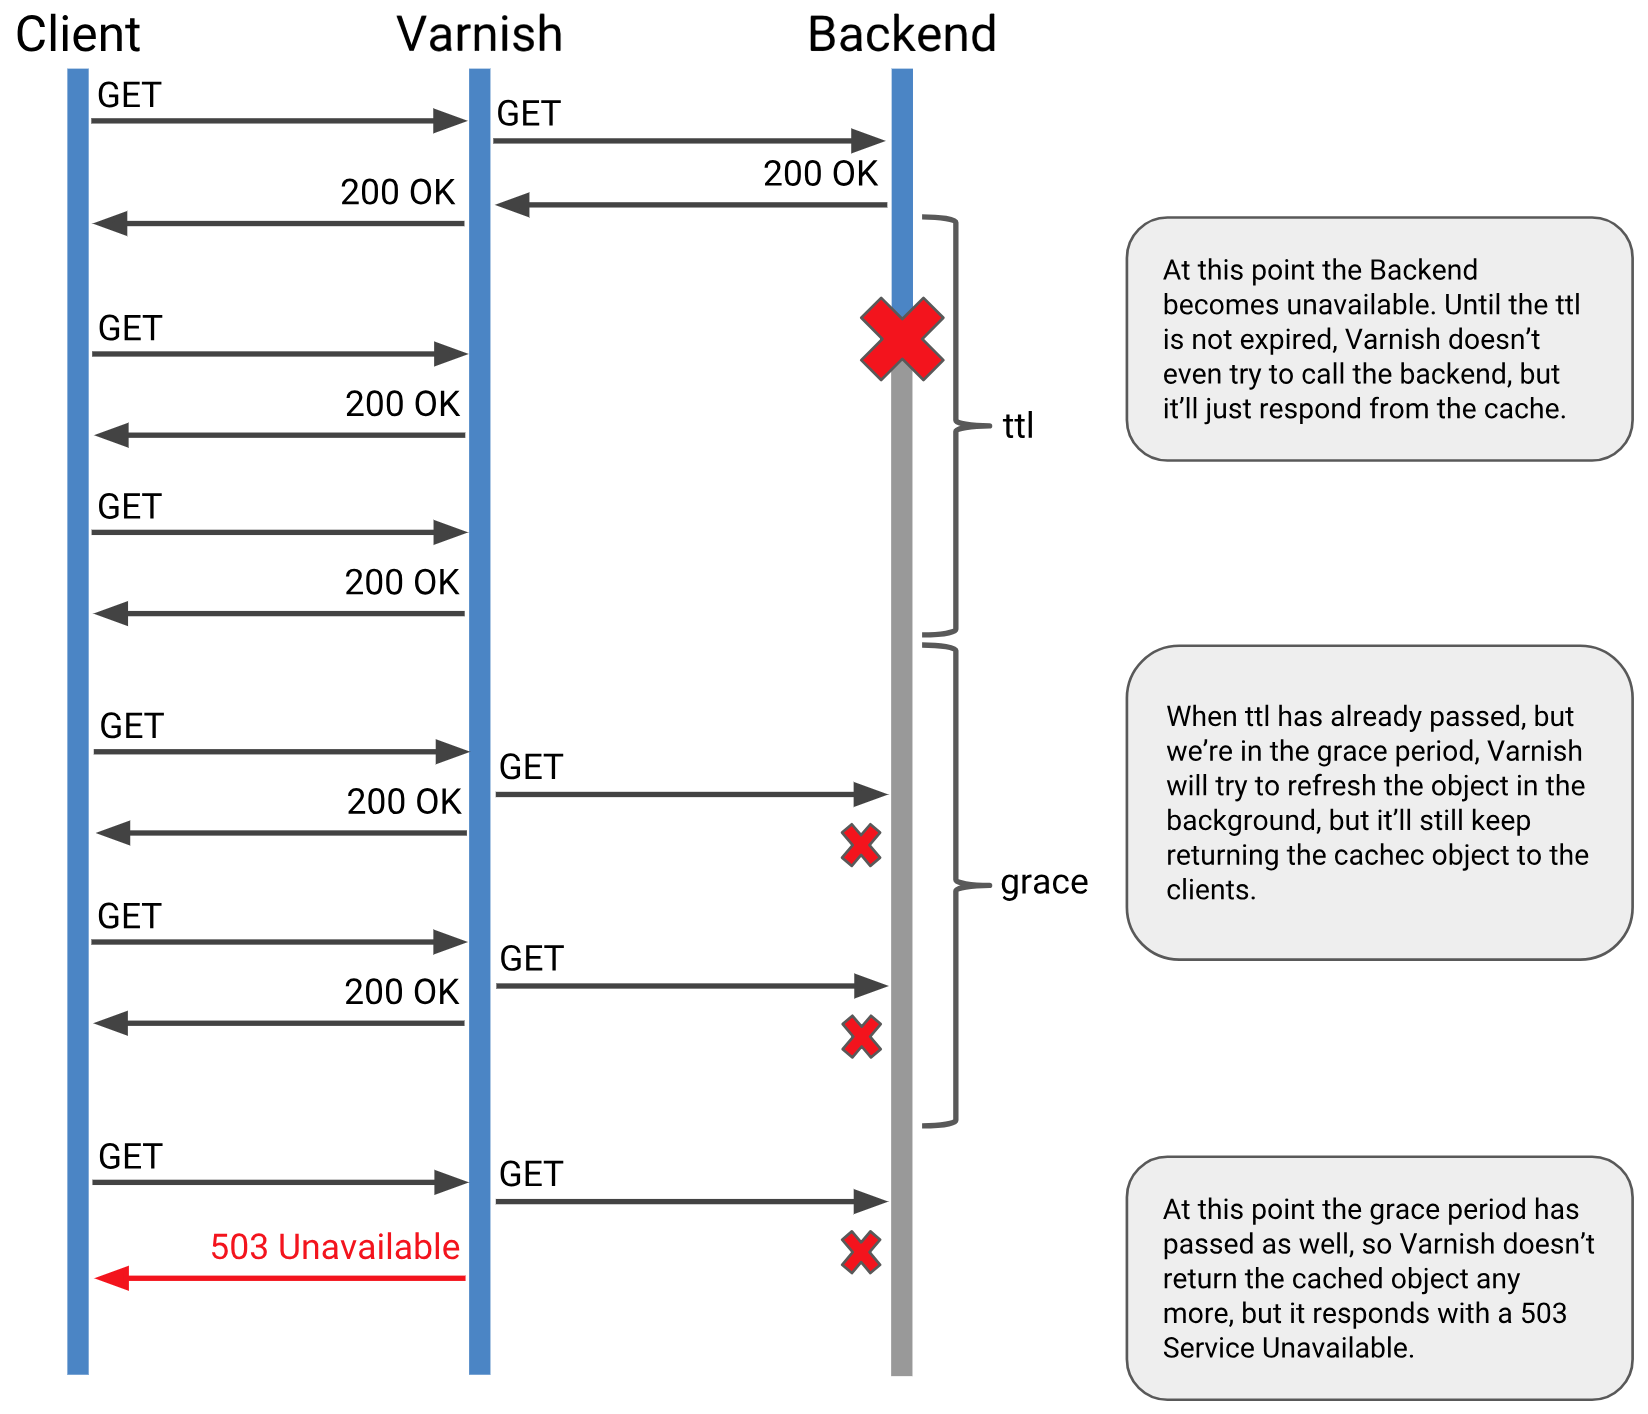 Client
Varnish
Backend
GET
GET
200 OK
200 OK
At this point the Backend
becomes unavailable. Until the ttl
is not expired, Varnish doesn't
even try to call the backend, but
it'll just respond from the cache.
GET
200 OK
ttl
GET
200 OK
When ttl has already passed, but
we're in the grace period, Varnish
will try to refresh the object in the
background, but it'll still keep
returning the cachec object to the
clients.
GET
GET
200 OK
grace
GET
GET
200 OK
GET
GET
503 Unavailable
At this point the grace period has
passed as well, so Varnish doesn't
return the cached object any
more, but it responds with a 503
Service Unavailable.